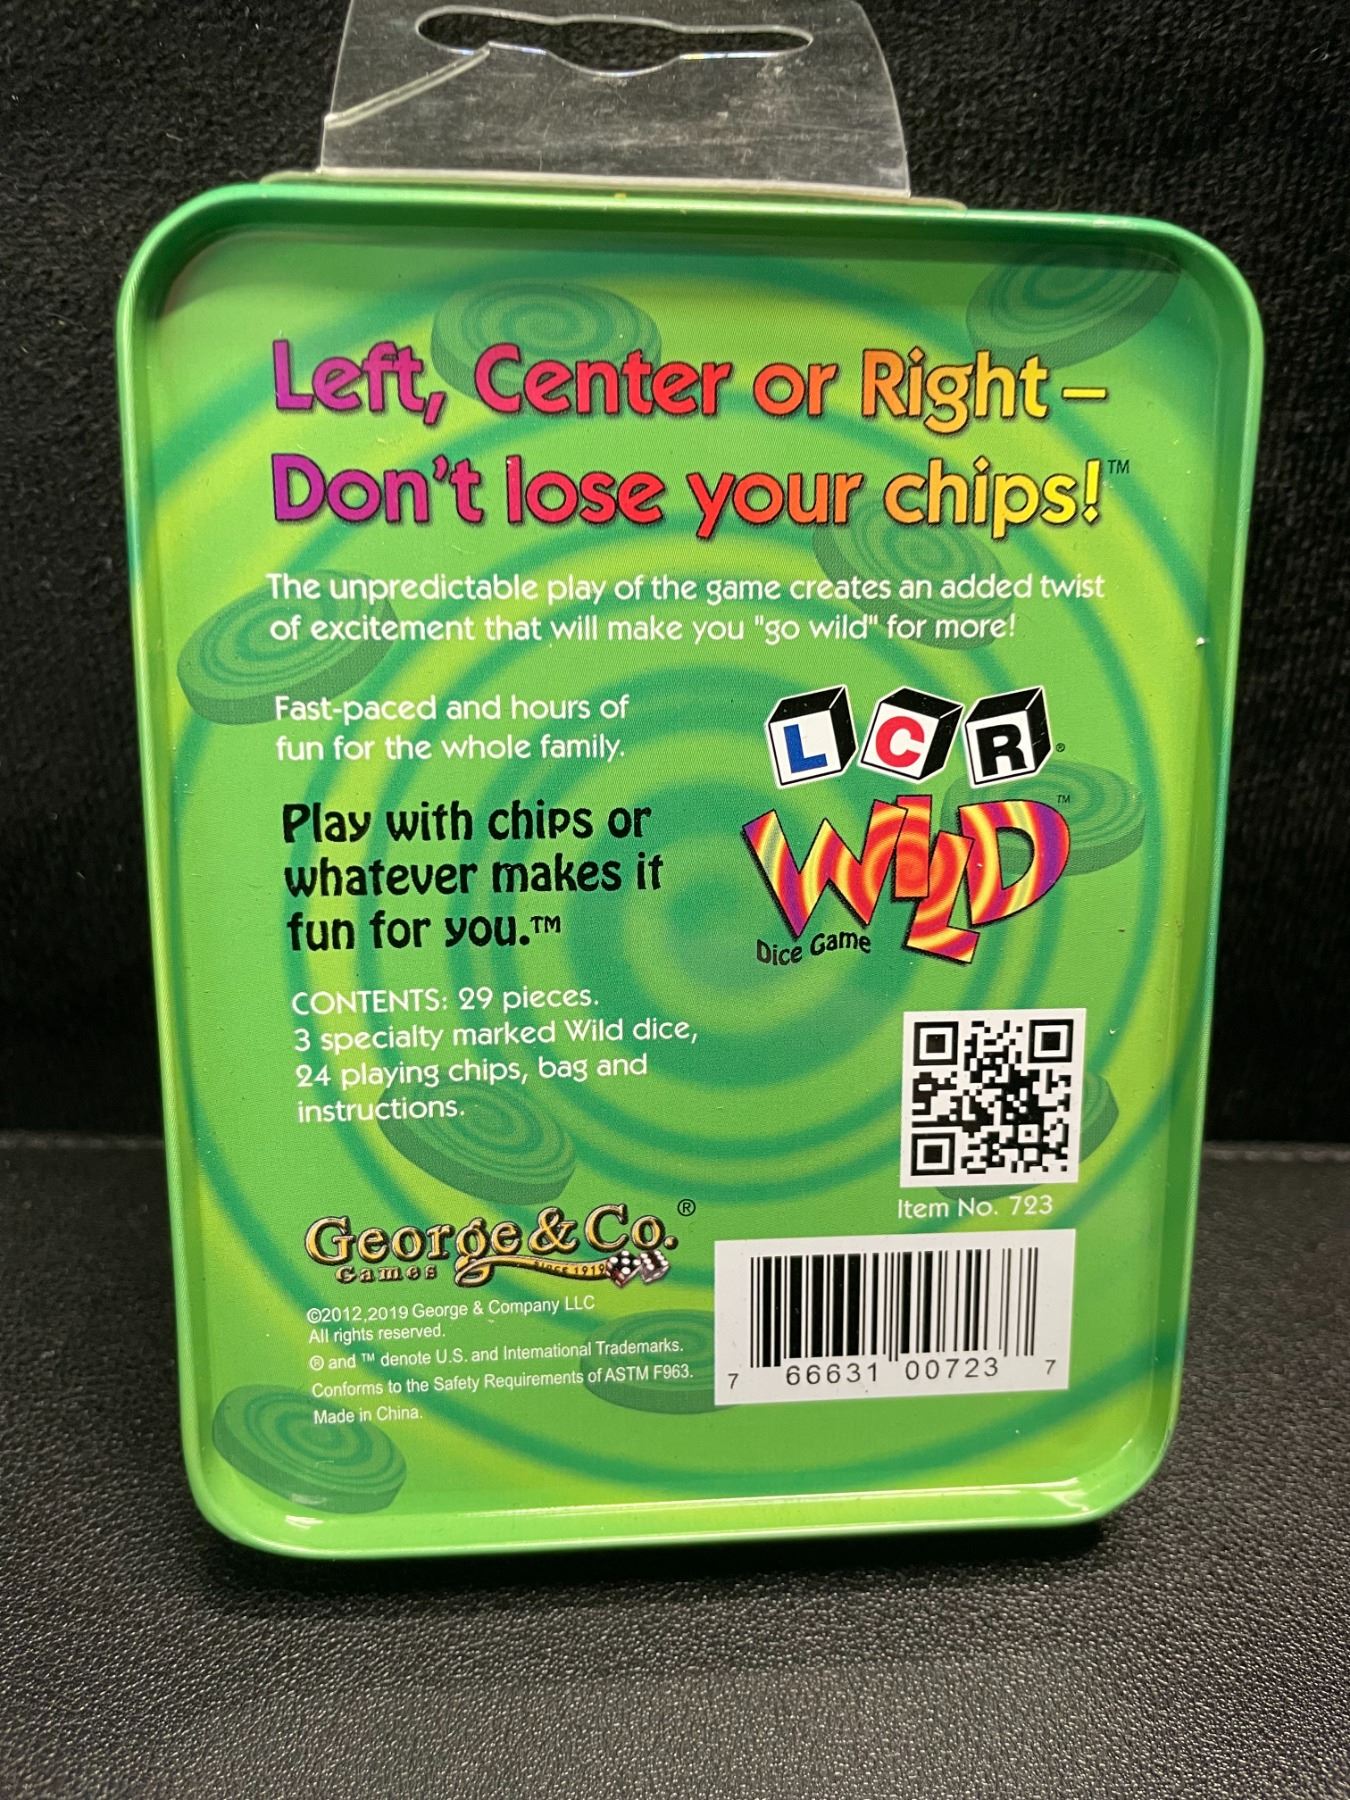 Left, Center or Right –
Don't lose your chips!™
The unpredictable play of the game creates an added twist
of excitement that will make you "go wild" for more!
Fast-paced and hours of
fun for the whole family.
Play with chips or
whatever makes it
fun for you.™
L C R®
WILD™
Dice Game
CONTENTS: 29 pieces.
3 specialty marked Wild dice,
24 playing chips, bag and
instructions.
Item No. 723
George & Co.®
Games SINCE 1919
©2012,2019 George & Company LLC
All rights reserved.
® and ™ denote U.S. and International Trademarks.
Conforms to the Safety Requirements of ASTM F963.
Made in China.
7 66631 00723 7